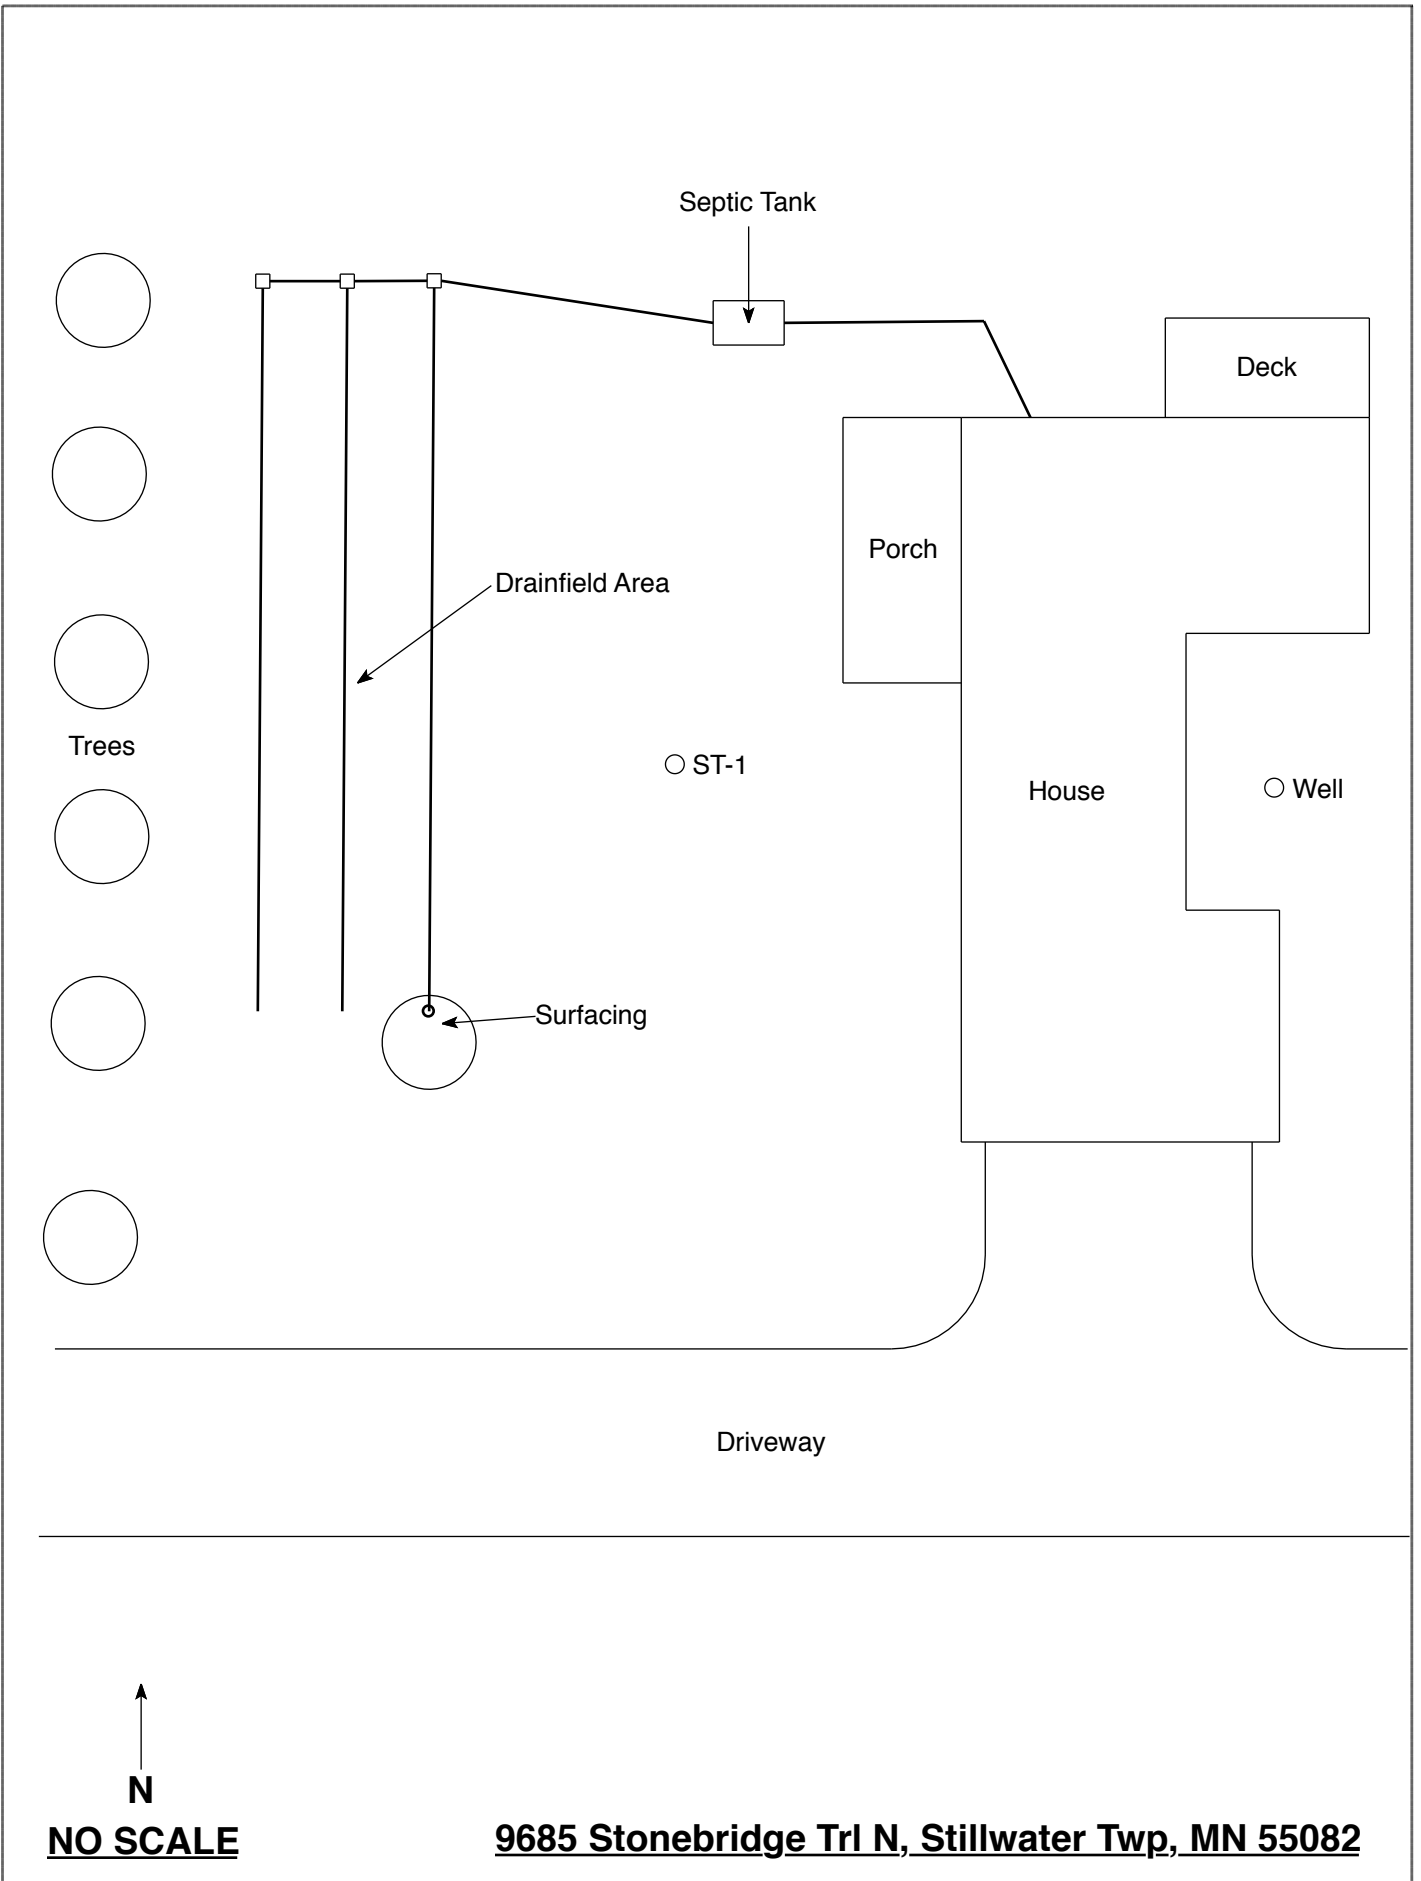 Septic Tank
Deck
Porch
Drainfield Area
Trees
ST-1
House
Well
Surfacing
Driveway
N
NO SCALE
9685 Stonebridge Trl N, Stillwater Twp, MN 55082